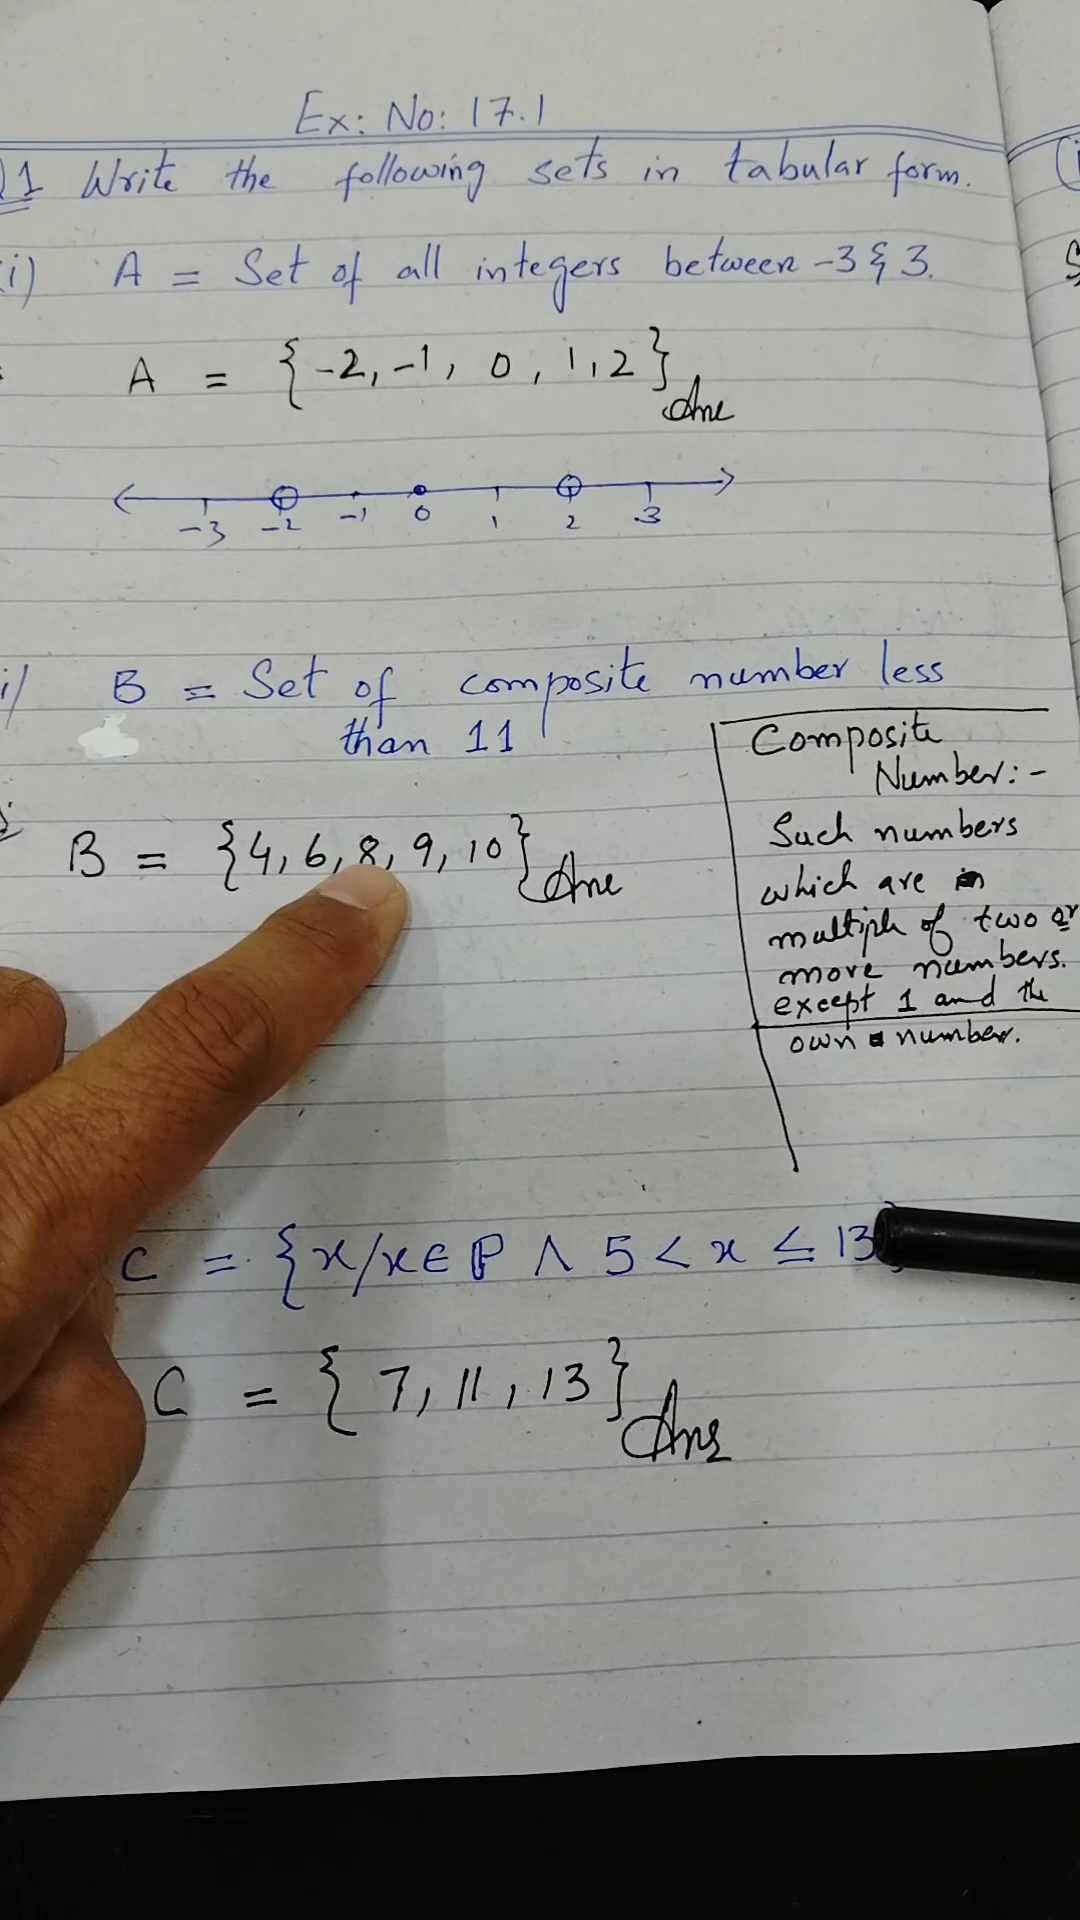 Ex: No: 17.1
Q1 Write the following sets in tabular form.
(i) A = Set of all integers between -3 & 3.
A = {-2, -1, 0, 1, 2} Ans
-3 -2 -1 0 1 2 3
B = Set of composite number less
than 11
Composite
Number:-
Such numbers
which are in
multiple of two or
more numbers.
except 1 and the
own number.
B = {4, 6, 8, 9, 10} Ans
C = {x/x∈P ∧ 5 < x ≤ 13}
C = {7, 11, 13} Ans